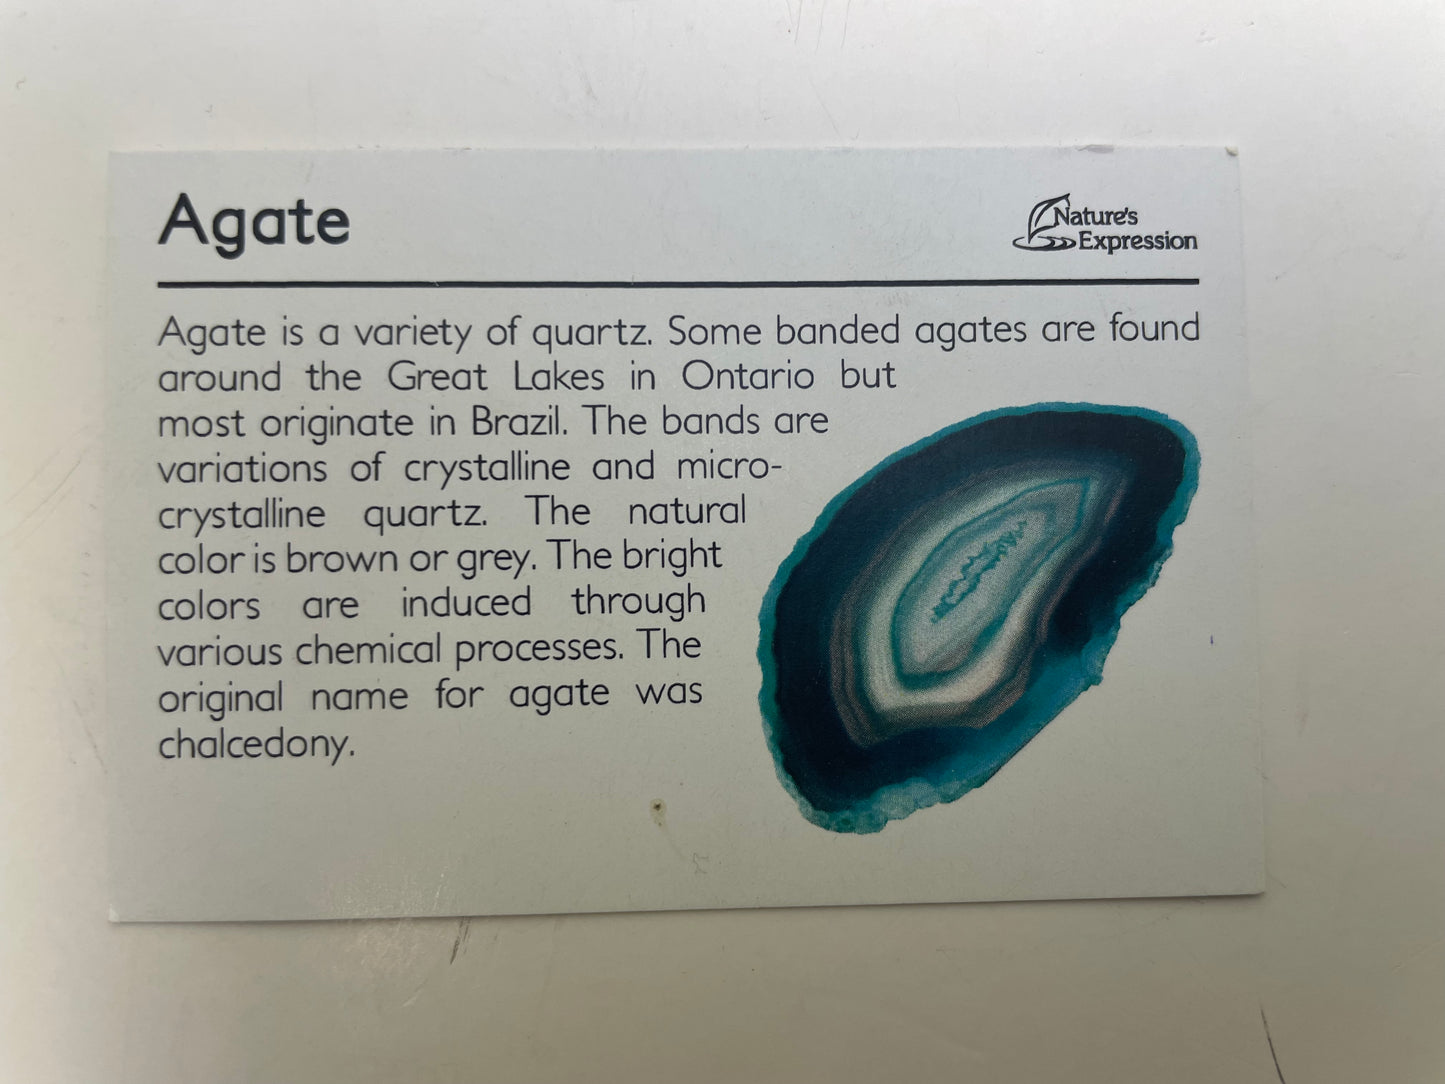 Agate
Nature's
Expression
Agate is a variety of quartz. Some banded agates are found
around the Great Lakes in Ontario but
most originate in Brazil. The bands are
variations of crystalline and micro-
crystalline quartz. The natural
color is brown or grey. The bright
colors are induced through
various chemical processes. The
original name for agate was
chalcedony.